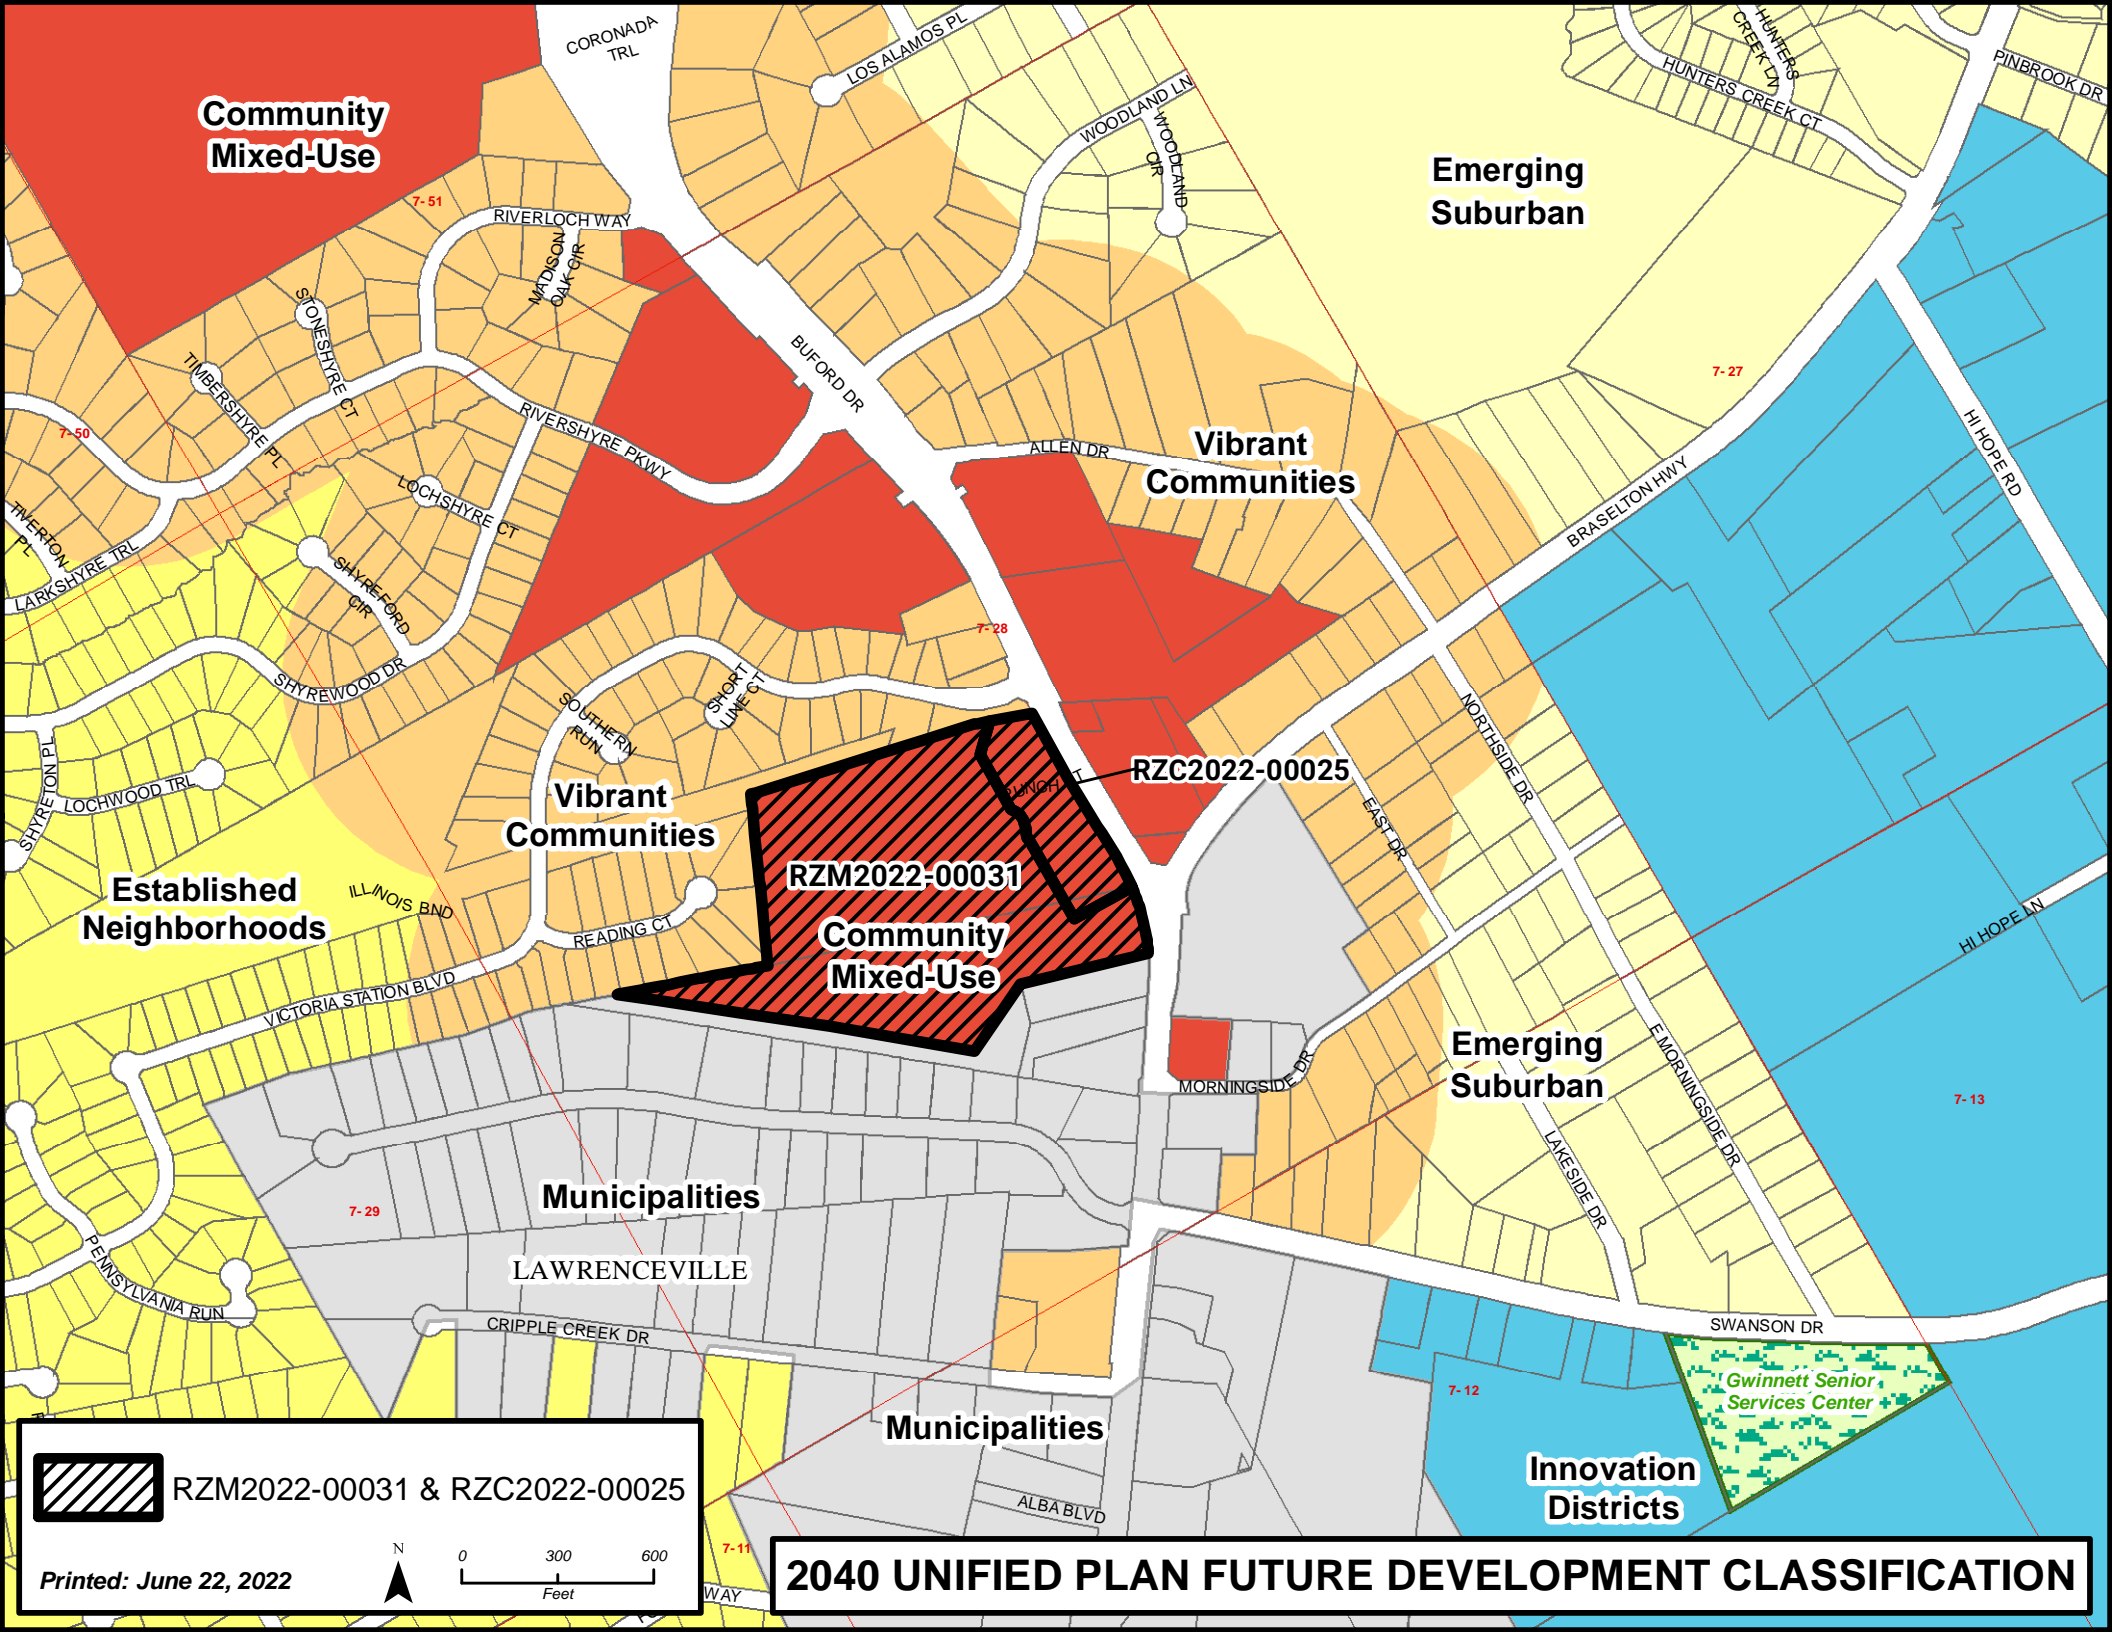 CORONADA
TRL
LOS ALAMOS PL
HUNTERS
CREEK LN
HUNTERS CREEK CT
PINBROOK DR
Community
Mixed-Use
WOODLAND LN
WOODLAND
CIR
Emerging
Suburban
7-51
RIVERLOCH WAY
MADISON
OAK CIR
STONESHYRE CT
TIMBERSHYRE PL
BUFORD DR
7-27
7-50
RIVERSHYRE PKWY
ALLEN DR
Vibrant
Communities
HI HOPE RD
LOCHSHYRE CT
BRASELTON HWY
TIVERTON
PL
LARKSHYRE TRL
SHYREFORD
CIR
7-28
SHYREWOOD DR
SHORT
LINE CT
SOUTHERN
RUN
NORTHSIDE DR
SHYRETON PL
LOCHWOOD TRL
RZC2022-00025
Vibrant
Communities
EAST DR
RZM2022-00031
Community
Mixed-Use
Established
Neighborhoods
ILLINOIS BND
READING CT
HI HOPE LN
VICTORIA STATION BLVD
Emerging
Suburban
E MORNINGSIDE DR
MORNINGSIDE DR
7-13
LAKESIDE DR
Municipalities
7-29
LAWRENCEVILLE
PENNSYLVANIA RUN
CRIPPLE CREEK DR
SWANSON DR
Gwinnett Senior
Services Center
7-12
Municipalities
Innovation
Districts
ALBA BLVD
7-11
WAY
RZM2022-00031 & RZC2022-00025
Printed: June 22, 2022
N
0 300 600
Feet
2040 UNIFIED PLAN FUTURE DEVELOPMENT CLASSIFICATION